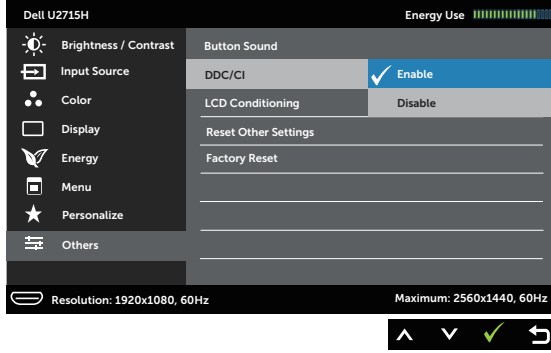 Dell U2715H Energy Use
Brightness / Contrast Button Sound
Input Source DDC/CI Enable
Color LCD Conditioning Disable
Display Reset Other Settings
Energy Factory Reset
Menu
Personalize
Others
Resolution: 1920x1080, 60Hz Maximum: 2560x1440, 60Hz